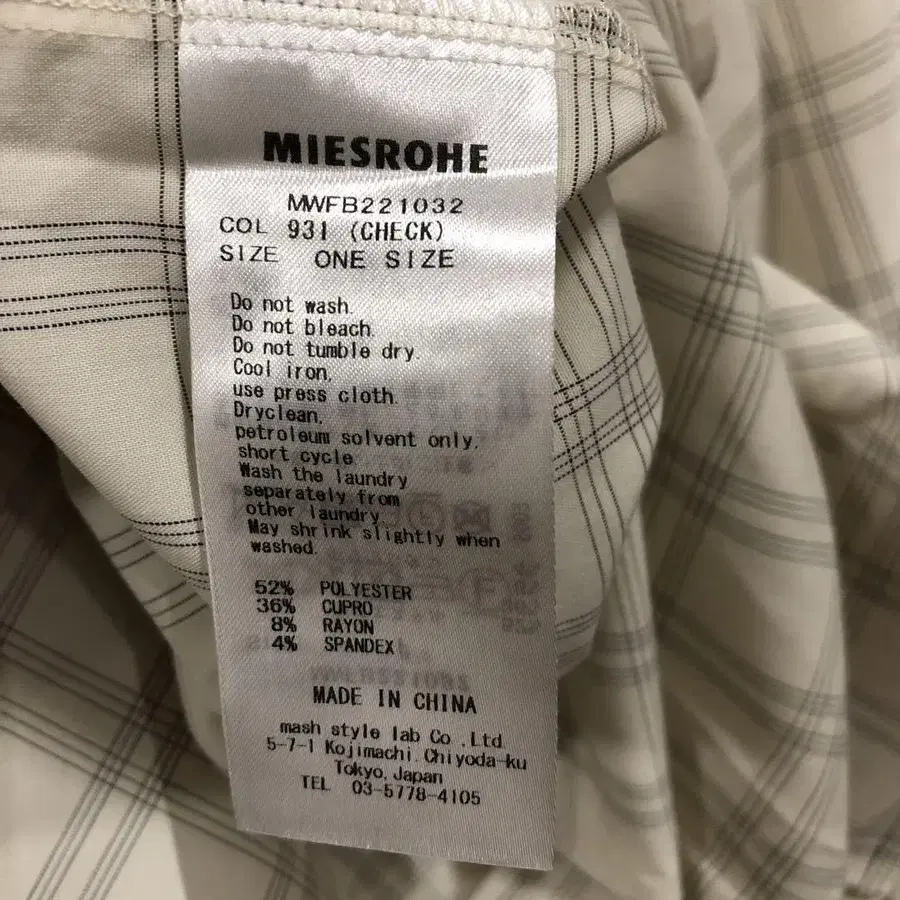 MIESROHE
MWFB221032
COL 931 (CHECK)
SIZE ONE SIZE
Do not wash.
Do not bleach.
Do not tumble dry.
Cool iron,
use press cloth.
Dryclean,
petroleum solvent only,
short cycle
Wash the laundry
separately from
other laundry.
May shrink slightly when
washed.
52% POLYESTER
36% CUPRO
8% RAYON
4% SPANDEX
MADE IN CHINA
mash style lab Co.,Ltd.
5-7-1 Kojimachi.Chiyoda-ku
Tokyo,Japan
TEL 03-5778-4105